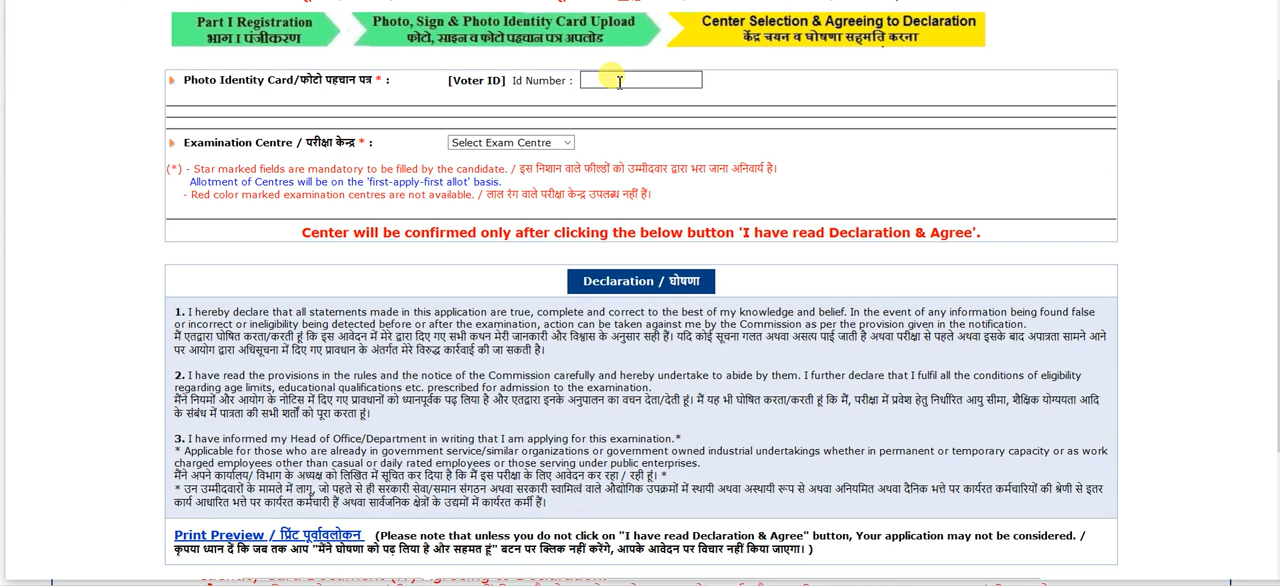 Part I Registration
भाग I पंजीकरण
Photo, Sign & Photo Identity Card Upload
फोटो, साइन व फोटो पहचान पत्र अपलोड
Center Selection & Agreeing to Declaration
केंद्र चयन व घोषणा सहमति करना
Photo Identity Card/फोटो पहचान पत्र * : [Voter ID] Id Number :
Examination Centre / परीक्षा केन्द्र * : Select Exam Centre
(*) - Star marked fields are mandatory to be filled by the candidate. / इस निशान वाले फील्डों को उम्मीदवार द्वारा भरा जाना अनिवार्य है।
Allotment of Centres will be on the 'first-apply-first allot' basis.
- Red color marked examination centres are not available. / लाल रंग वाले परीक्षा केन्द्र उपलब्ध नहीं हैं।
Center will be confirmed only after clicking the below button 'I have read Declaration & Agree'.
Declaration / घोषणा
1. I hereby declare that all statements made in this application are true, complete and correct to the best of my knowledge and belief. In the event of any information being found false
or incorrect or ineligibility being detected before or after the examination, action can be taken against me by the Commission as per the provision given in the notification.
मैं एतद्वारा घोषित करता/करती हूं कि इस आवेदन में मेरे द्वारा दिए गए सभी कथन मेरी जानकारी और विश्वास के अनुसार सही हैं। यदि कोई सूचना गलत अथवा असत्य पाई जाती है अथवा परीक्षा से पहले अथवा इसके बाद अपात्रता सामने आने
पर आयोग द्वारा अधिसूचना में दिए गए प्रावधान के अंतर्गत मेरे विरुद्ध कार्रवाई की जा सकती है।
2. I have read the provisions in the rules and the notice of the Commission carefully and hereby undertake to abide by them. I further declare that I fulfil all the conditions of eligibility
regarding age limits, educational qualifications etc. prescribed for admission to the examination.
मैंने नियमों और आयोग के नोटिस में दिए गए प्रावधानों को ध्यानपूर्वक पढ़ लिया है और एतद्वारा इनके अनुपालन का वचन देता/देती हूं। मैं यह भी घोषित करता/करती हूं कि मैं, परीक्षा में प्रवेश हेतु निर्धारित आयु सीमा, शैक्षिक योग्यता आदि
के संबंध में पात्रता की सभी शर्तों को पूरा करता/ हूं।
3. I have informed my Head of Office/Department in writing that I am applying for this examination.*
* Applicable for those who are already in government service/similar organizations or government owned industrial undertakings whether in permanent or temporary capacity or as work
charged employees other than casual or daily rated employees or those serving under public enterprises.
मैंने अपने कार्यालय/ विभाग के अध्यक्ष को लिखित में सूचित कर दिया है कि मैं इस परीक्षा के लिए आवेदन कर रहा / रही हूं। *
* उन उम्मीदवारों के मामले में लागू, जो पहले से ही सरकारी सेवा/समान संगठन अथवा सरकारी स्वामित्व वाले औद्योगिक उपक्रमों में स्थायी अथवा अस्थायी रूप से अथवा अनियमित अथवा दैनिक भत्ते पर कार्यरत कर्मचारियों की श्रेणी से इतर
कार्य आधारित भत्ते पर कार्यरत कर्मचारी हैं अथवा सार्वजनिक क्षेत्रों के उद्यमों में कार्यरत कर्मी हैं।
Print Preview / प्रिंट पूर्वावलोकन (Please note that unless you do not click on "I have read Declaration & Agree" button, Your application may not be considered. /
कृपया ध्यान दें कि जब तक आप "मैंने घोषणा को पढ़ लिया है और सहमत हूं" बटन पर क्लिक नहीं करेंगे, आपके आवेदन पर विचार नहीं किया जाएगा। )